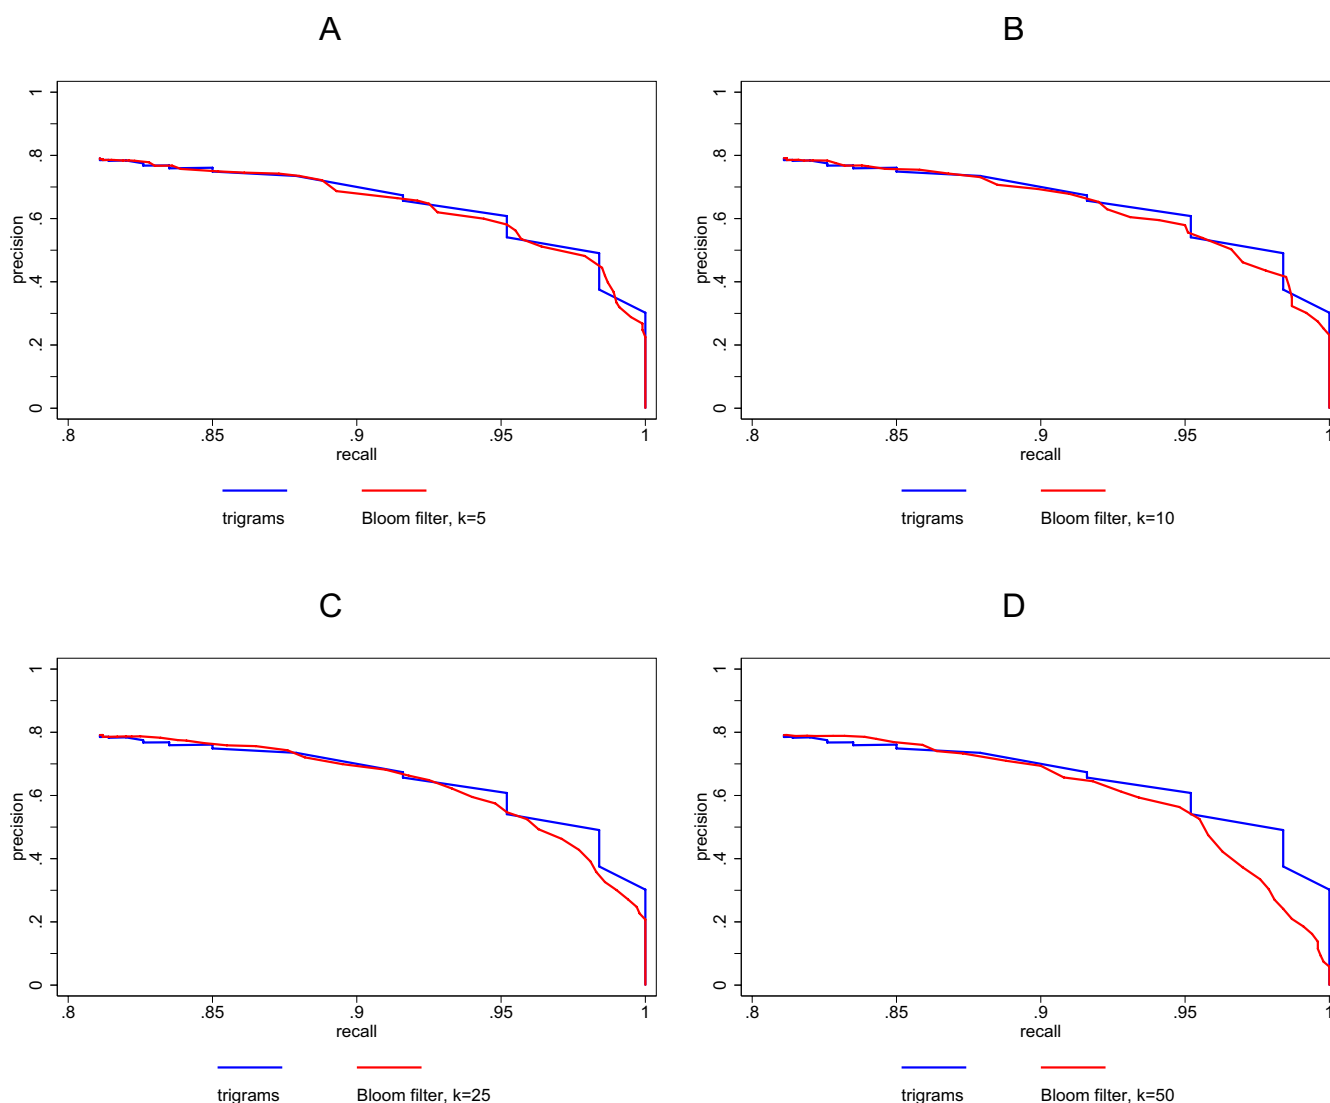 A
B
precision
1
.8
.6
.4
.2
0
.8
.85
.9
.95
1
recall
trigrams
Bloom filter, k=5
precision
1
.8
.6
.4
.2
0
.8
.85
.9
.95
1
recall
trigrams
Bloom filter, k=10
C
D
precision
1
.8
.6
.4
.2
0
.8
.85
.9
.95
1
recall
trigrams
Bloom filter, k=25
precision
1
.8
.6
.4
.2
0
.8
.85
.9
.95
1
recall
trigrams
Bloom filter, k=50